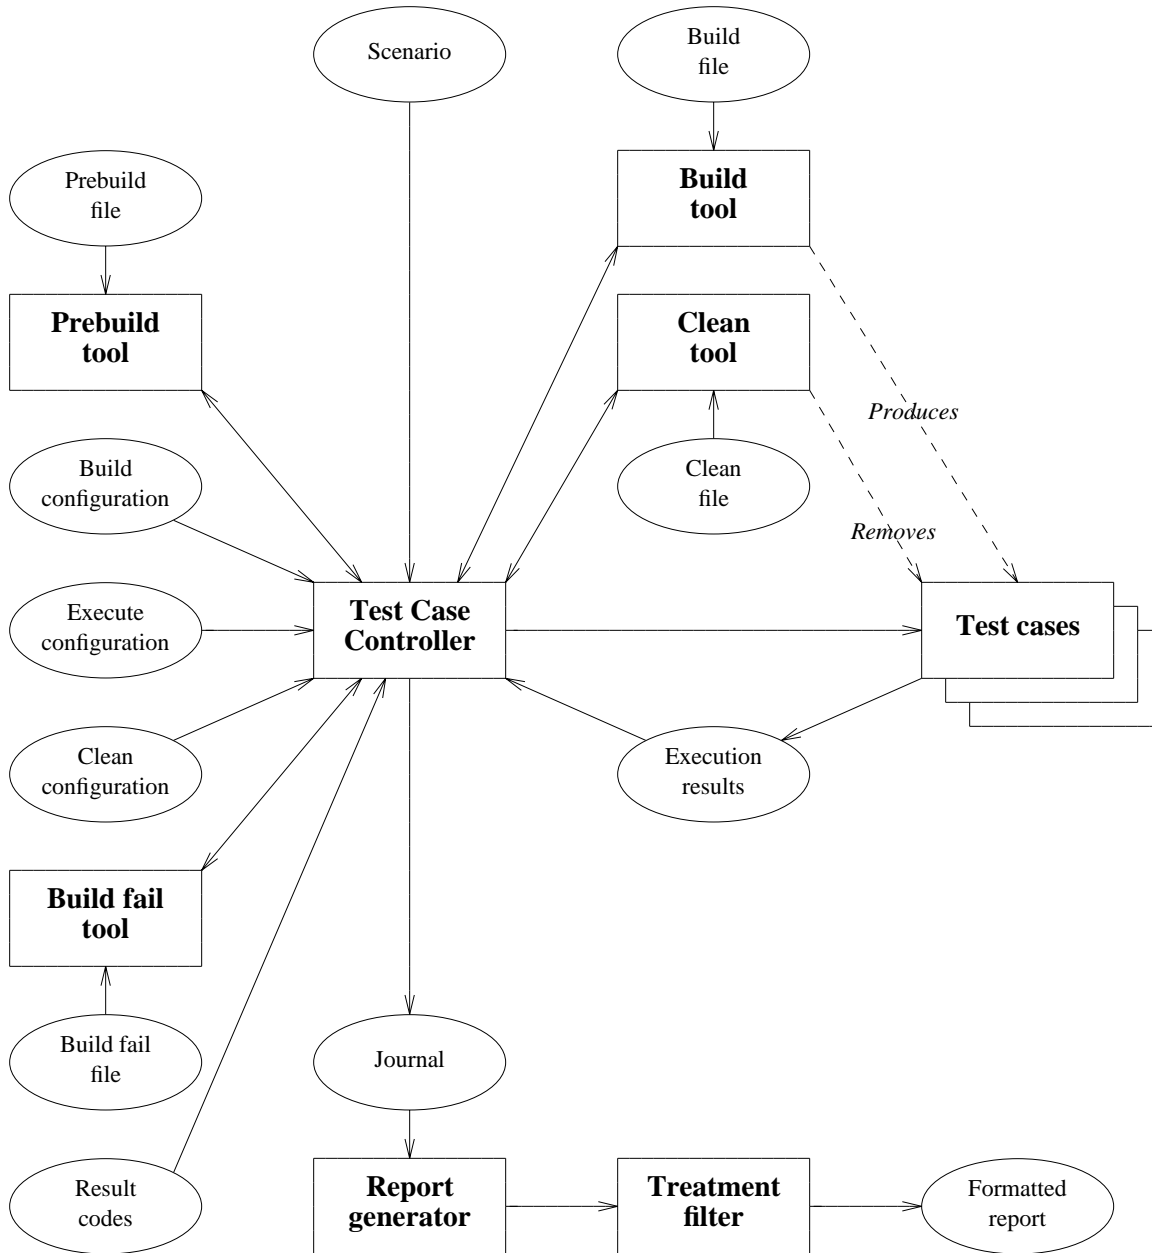 Scenario
Build
file
Prebuild
file
Build
tool
Prebuild
tool
Clean
tool
Produces
Build
configuration
Clean
file
Removes
Execute
configuration
Test Case
Controller
Test cases
Clean
configuration
Execution
results
Build fail
tool
Build fail
file
Journal
Result
codes
Report
generator
Treatment
filter
Formatted
report